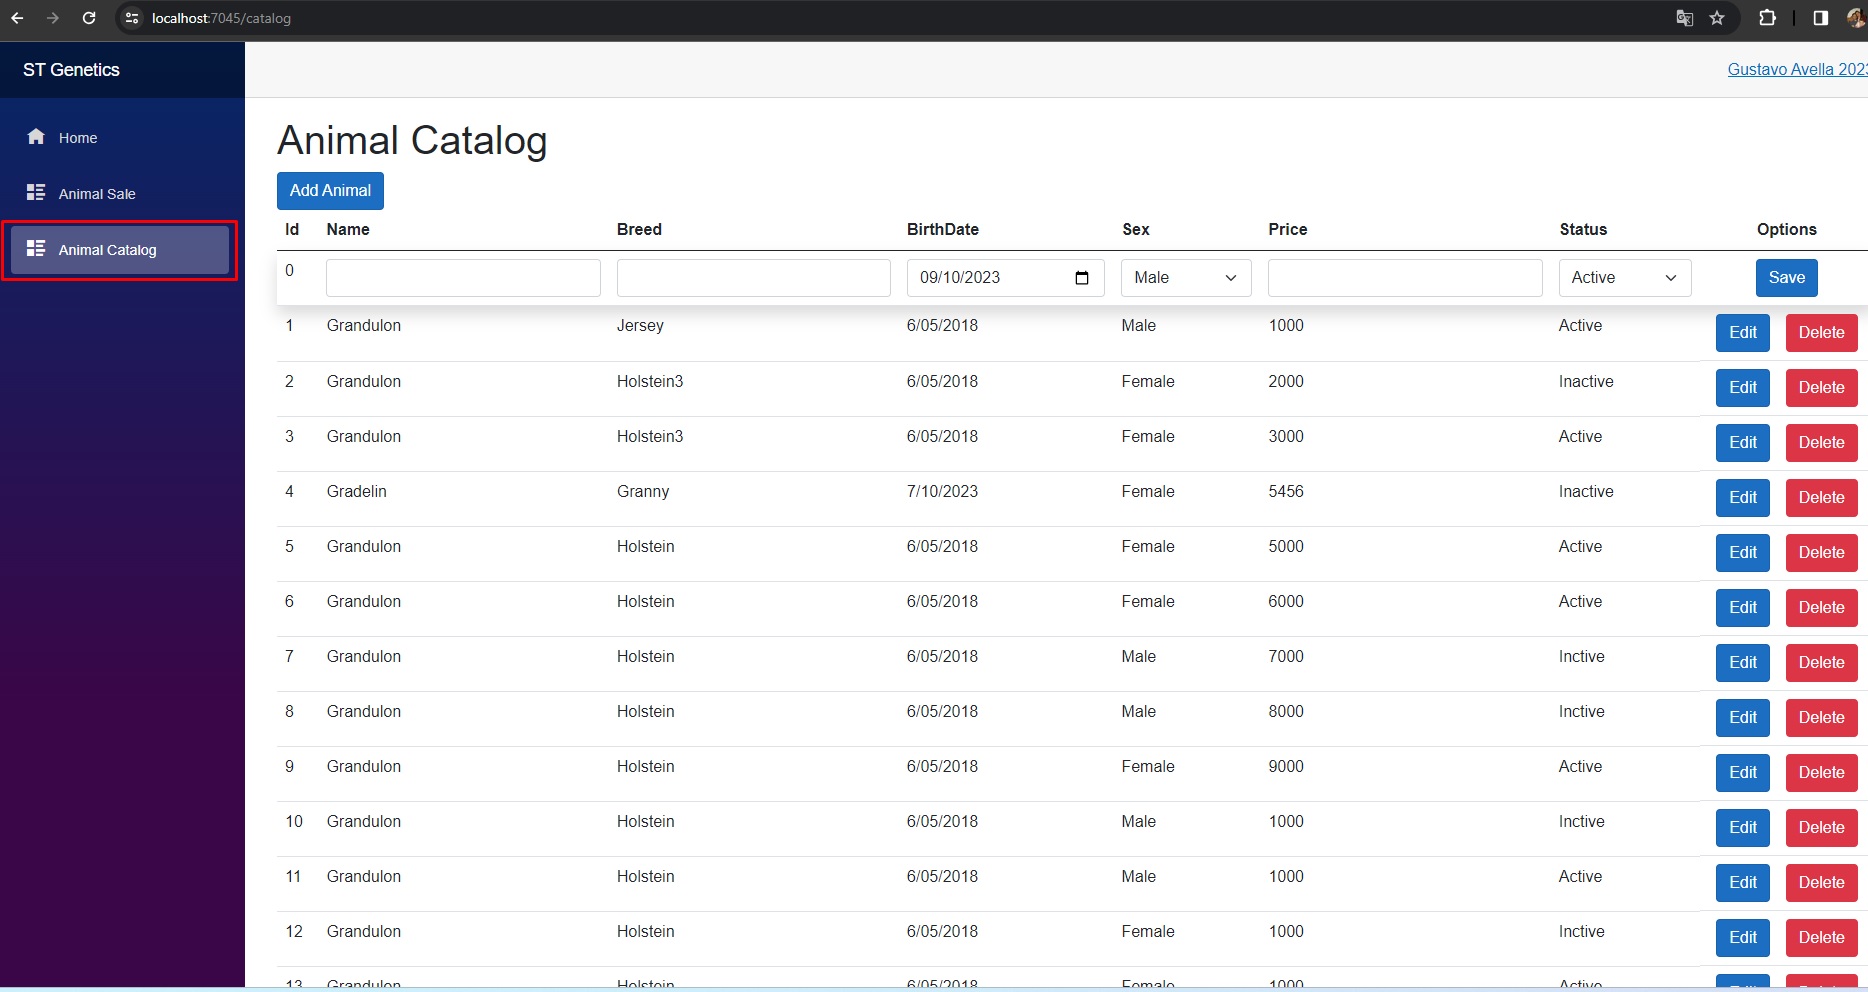 localhost:7045/catalog
ST Genetics
Gustavo Avella 2023
Home
Animal Sale
Animal Catalog
Animal Catalog
Add Animal
Id Name Breed BirthDate Sex Price Status Options
0 09/10/2023 Male Active Save
1 Grandulon Jersey 6/05/2018 Male 1000 Active Edit Delete
2 Grandulon Holstein3 6/05/2018 Female 2000 Inactive Edit Delete
3 Grandulon Holstein3 6/05/2018 Female 3000 Active Edit Delete
4 Gradelin Granny 7/10/2023 Female 5456 Inactive Edit Delete
5 Grandulon Holstein 6/05/2018 Female 5000 Active Edit Delete
6 Grandulon Holstein 6/05/2018 Female 6000 Active Edit Delete
7 Grandulon Holstein 6/05/2018 Male 7000 Inctive Edit Delete
8 Grandulon Holstein 6/05/2018 Male 8000 Inctive Edit Delete
9 Grandulon Holstein 6/05/2018 Female 9000 Active Edit Delete
10 Grandulon Holstein 6/05/2018 Male 1000 Inctive Edit Delete
11 Grandulon Holstein 6/05/2018 Male 1000 Active Edit Delete
12 Grandulon Holstein 6/05/2018 Female 1000 Inctive Edit Delete
13 Grandulon Holstein 6/05/2018 Female 1000 Active